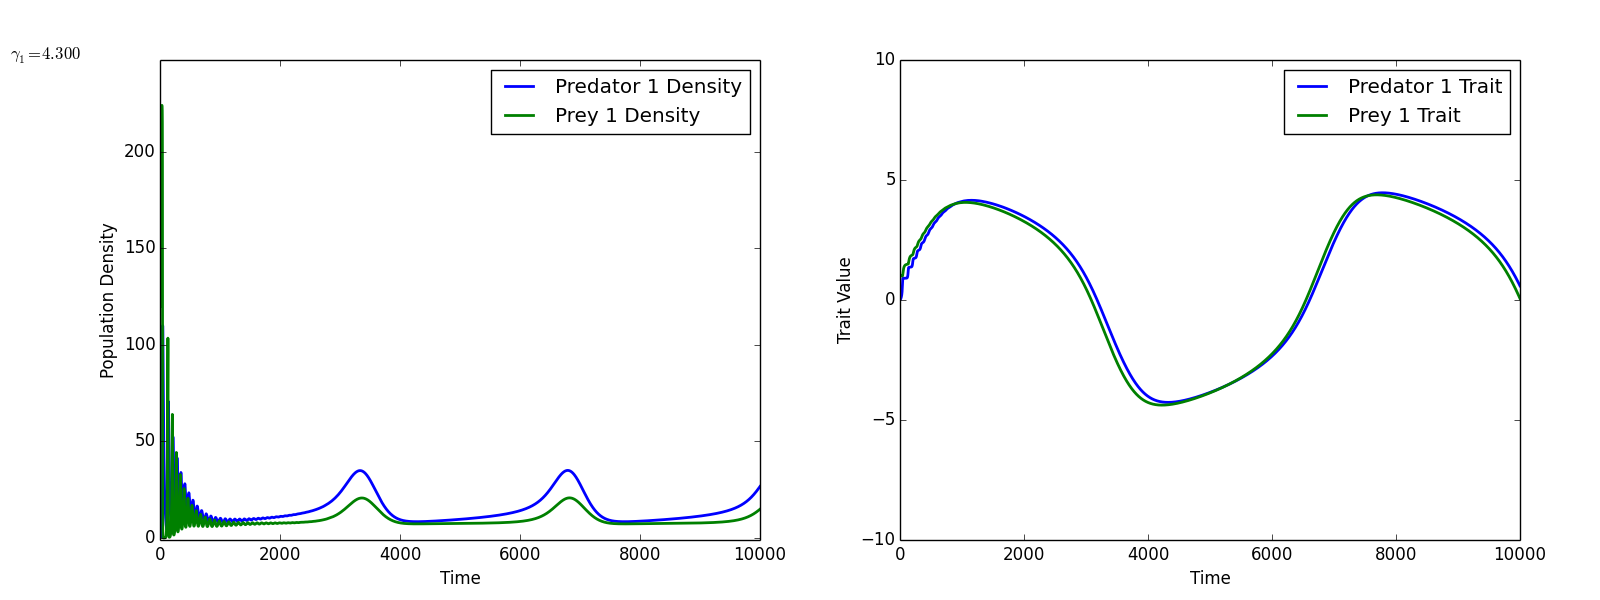 γ₁=4.300
Predator 1 Density
Prey 1 Density
Population Density
200
150
100
50
0
0 2000 4000 6000 8000 10000
Time
Predator 1 Trait
Prey 1 Trait
Trait Value
10
5
0
−5
−10
0 2000 4000 6000 8000 10000
Time